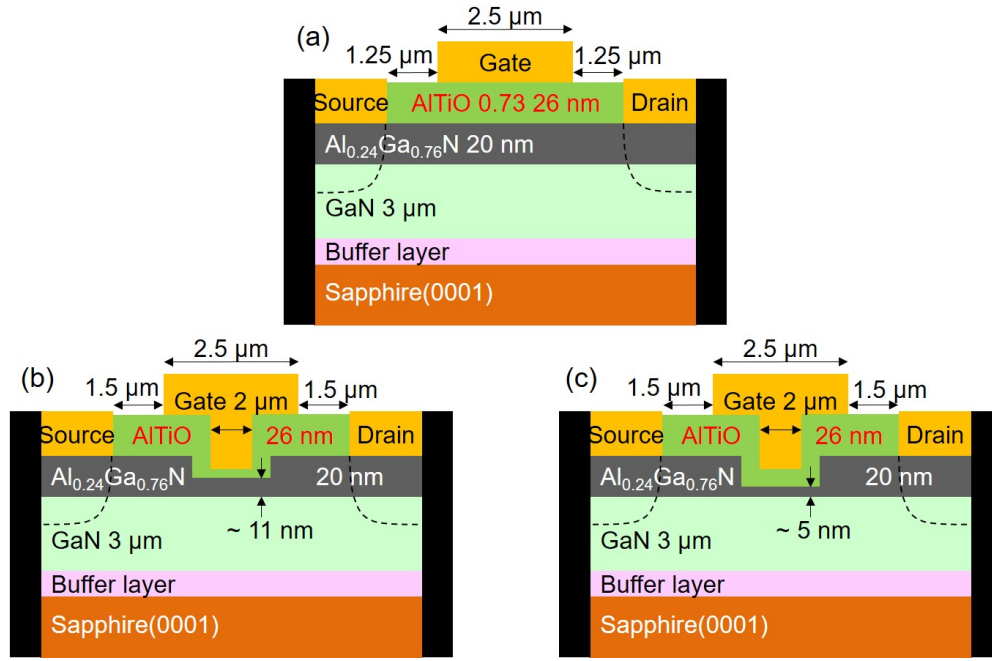 (a)
2.5 μm
1.25 μm
1.25 μm
Gate
Source
AlTiO 0.73 26 nm
Drain
Al0.24Ga0.76N 20 nm
GaN 3 μm
Buffer layer
Sapphire(0001)
(b)
2.5 μm
1.5 μm
1.5 μm
Gate 2 μm
Source
AlTiO
26 nm
Drain
Al0.24Ga0.76N
20 nm
~ 11 nm
GaN 3 μm
Buffer layer
Sapphire(0001)
(c)
2.5 μm
1.5 μm
1.5 μm
Gate 2 μm
Source
AlTiO
26 nm
Drain
Al0.24Ga0.76N
20 nm
~ 5 nm
GaN 3 μm
Buffer layer
Sapphire(0001)